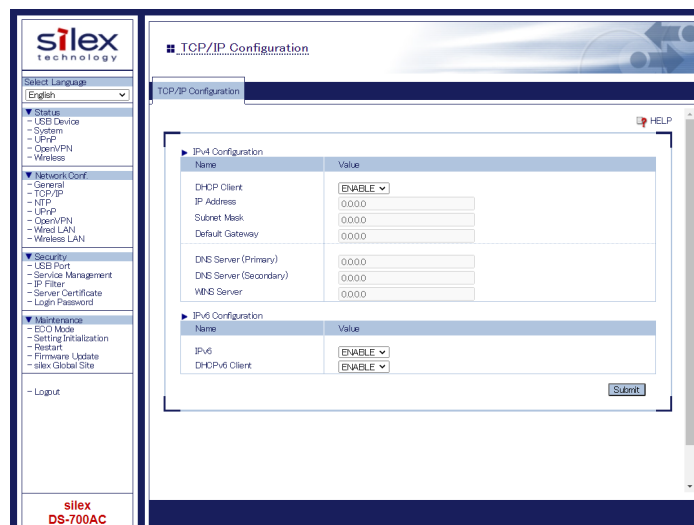 silex
technology
Select Language
English
▼ Status
- USB Device
- System
- UPnP
- OpenVPN
- Wireless
▼ Network Conf.
- General
- TCP/IP
- NTP
- UPnP
- OpenVPN
- Wired LAN
- Wireless LAN
▼ Security
- USB Port
- Service Management
- IP Filter
- Server Certificate
- Login Password
▼ Maintenance
- ECO Mode
- Setting Initialization
- Restart
- Firmware Update
- silex Global Site
- Logout
silex
DS-700AC
TCP/IP Configuration
TCP/IP Configuration
HELP
IPv4 Configuration
Name Value
DHCP Client ENABLE
IP Address 0.0.0.0
Subnet Mask 0.0.0.0
Default Gateway 0.0.0.0
DNS Server (Primary) 0.0.0.0
DNS Server (Secondary) 0.0.0.0
WINS Server 0.0.0.0
IPv6 Configuration
Name Value
IPv6 ENABLE
DHCPv6 Client ENABLE
Submit